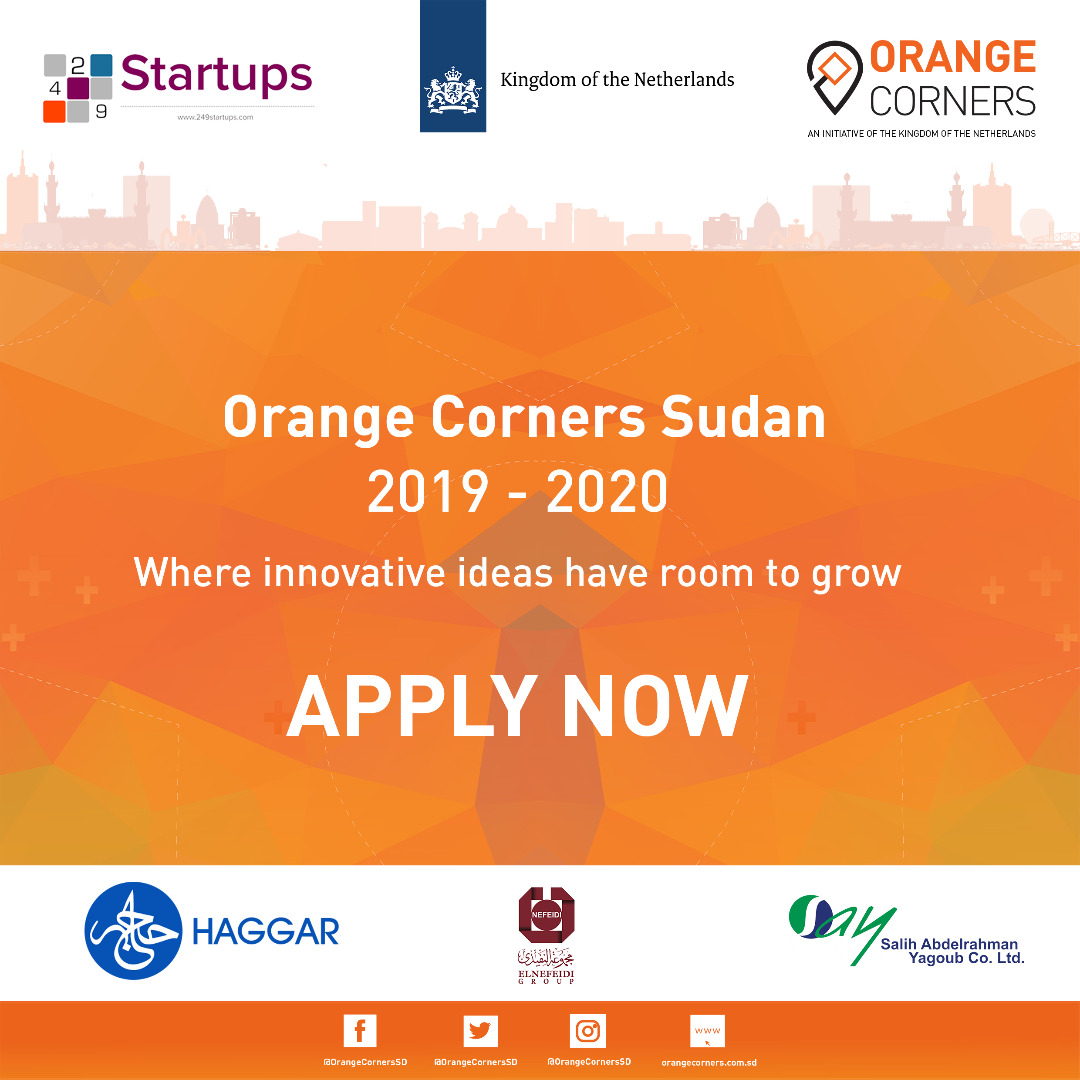 2
4
9
Startups
www.249startups.com
Kingdom of the Netherlands
ORANGE
CORNERS
AN INITIATIVE OF THE KINGDOM OF THE NETHERLANDS
Orange Corners Sudan
2019 - 2020
Where innovative ideas have room to grow
APPLY NOW
حجار
HAGGAR
NEFEIDI
مجموعة النفيدي
ELNEFEIDI
GROUP
Say
Salih Abdelrahman
Yagoub Co. Ltd.
f
www
@OrangeCornersSD
@OrangeCornersSD
@OrangeCornersSD
orangecorners.com.sd